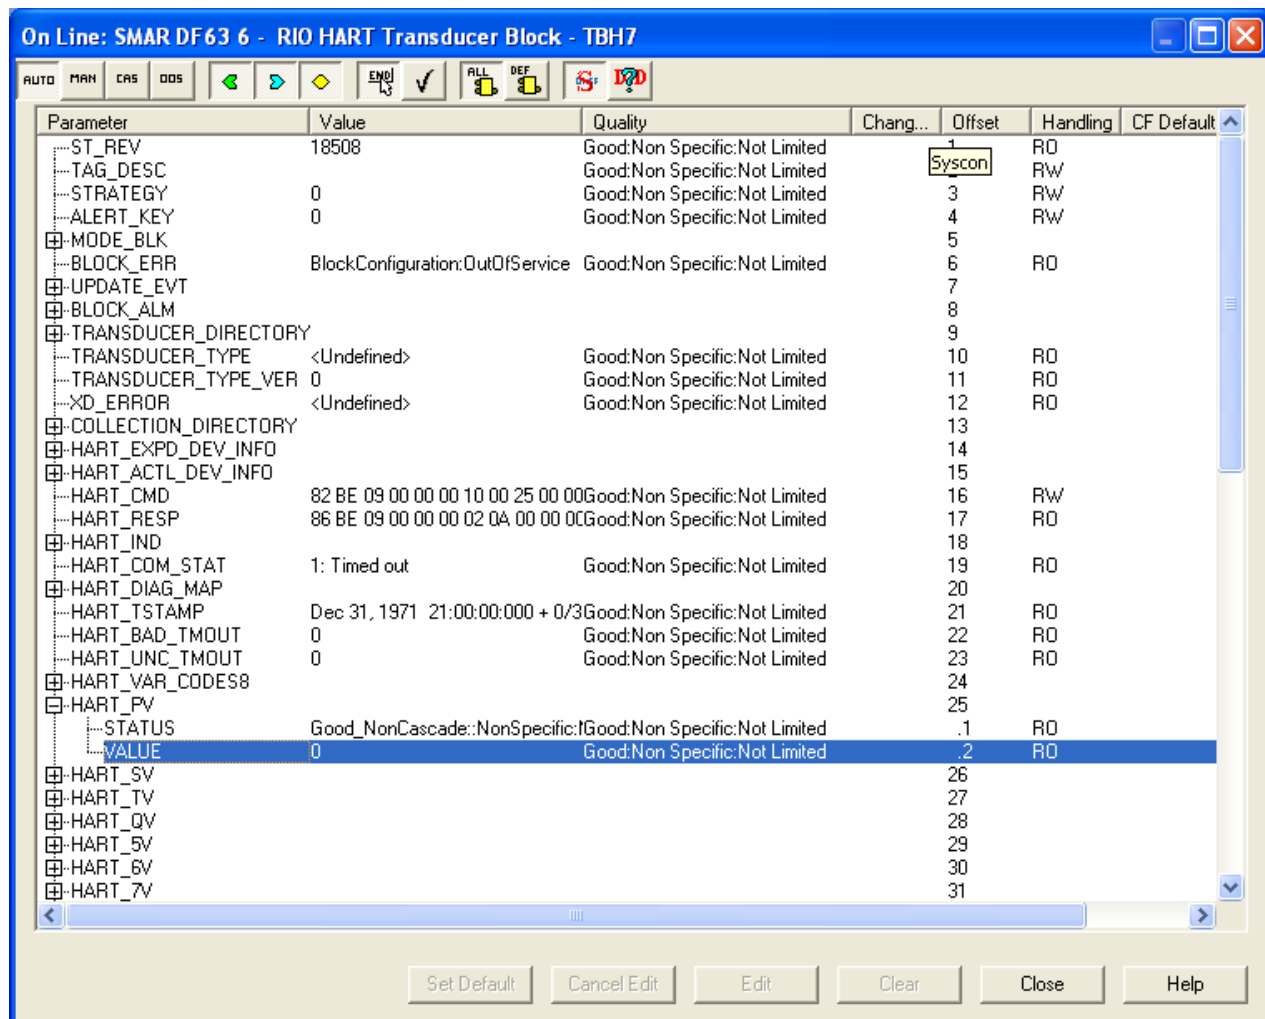 On Line: SMAR DF63 6 - RIO HART Transducer Block - TBH7
AUTO MAN CAS OOS END ALL DEF
Parameter Value Quality Chang... Offset Handling CF Default
ST_REV 18508 Good:Non Specific:Not Limited RO
Syscon
TAG_DESC Good:Non Specific:Not Limited RW
STRATEGY 0 Good:Non Specific:Not Limited 3 RW
ALERT_KEY 0 Good:Non Specific:Not Limited 4 RW
MODE_BLK 5
BLOCK_ERR BlockConfiguration:OutOfService Good:Non Specific:Not Limited 6 RO
UPDATE_EVT 7
BLOCK_ALM 8
TRANSDUCER_DIRECTORY 9
TRANSDUCER_TYPE <Undefined> Good:Non Specific:Not Limited 10 RO
TRANSDUCER_TYPE_VER 0 Good:Non Specific:Not Limited 11 RO
XD_ERROR <Undefined> Good:Non Specific:Not Limited 12 RO
COLLECTION_DIRECTORY 13
HART_EXPD_DEV_INFO 14
HART_ACTL_DEV_INFO 15
HART_CMD 82 BE 09 00 00 00 10 00 25 00 00 Good:Non Specific:Not Limited 16 RW
HART_RESP 86 BE 09 00 00 00 02 0A 00 00 Good:Non Specific:Not Limited 17 RO
HART_IND 18
HART_COM_STAT 1: Timed out Good:Non Specific:Not Limited 19 RO
HART_DIAG_MAP 20
HART_TSTAMP Dec 31, 1971 21:00:00:000 + 0/3 Good:Non Specific:Not Limited 21 RO
HART_BAD_TMOUT 0 Good:Non Specific:Not Limited 22 RO
HART_UNC_TMOUT 0 Good:Non Specific:Not Limited 23 RO
HART_VAR_CODES8 24
HART_PV 25
STATUS Good_NonCascade::NonSpecific: Good:Non Specific:Not Limited .1 RO
VALUE 0 Good:Non Specific:Not Limited .2 RO
HART_SV 26
HART_TV 27
HART_QV 28
HART_5V 29
HART_6V 30
HART_7V 31
Set Default Cancel Edit Edit Clear Close Help